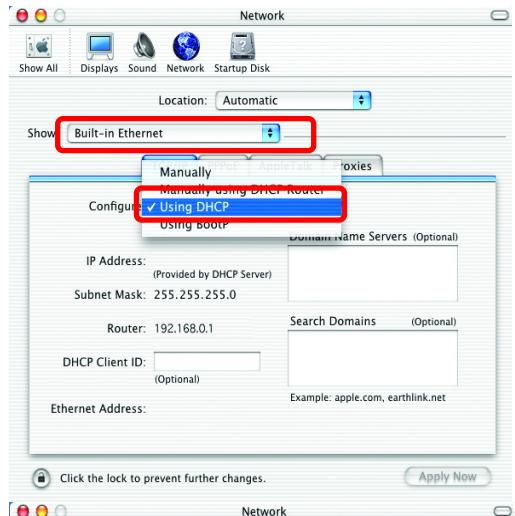 Network
Show All Displays Sound Network Startup Disk
Location: Automatic
Show Built-in Ethernet
AppleTalk Proxies
Manually
Manually using DHCP Router
Configure ✓ Using DHCP
Using BootP
Domain Name Servers (Optional)
IP Address:
(Provided by DHCP Server)
Subnet Mask: 255.255.255.0
Router: 192.168.0.1
Search Domains (Optional)
DHCP Client ID:
(Optional)
Example: apple.com, earthlink.net
Ethernet Address:
Click the lock to prevent further changes.
Apply Now
Network